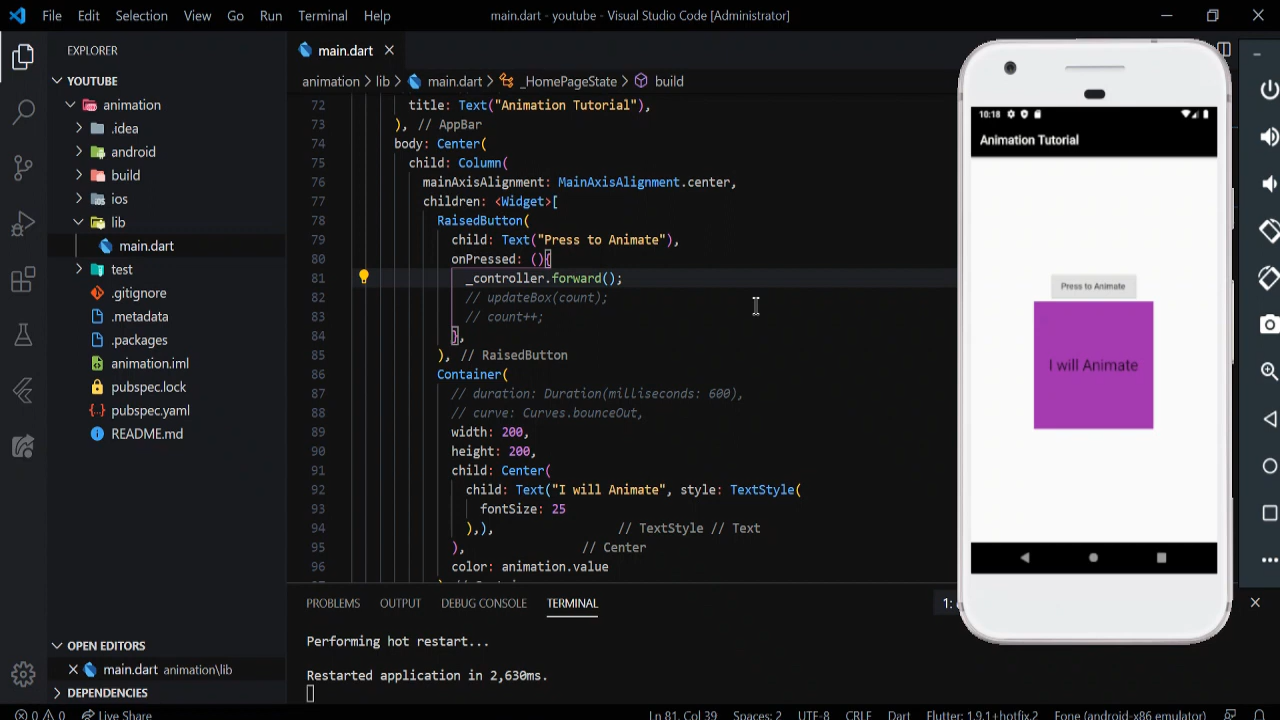 File Edit Selection View Go Run Terminal Help
main.dart - youtube - Visual Studio Code [Administrator]
EXPLORER
YOUTUBE
animation
.idea
android
build
ios
lib
main.dart
test
.gitignore
.metadata
.packages
animation.iml
pubspec.lock
pubspec.yaml
README.md
OPEN EDITORS
main.dart animation\lib
DEPENDENCIES
main.dart
animation > lib > main.dart > _HomePageState > build
72 title: Text("Animation Tutorial"),
73 ), // AppBar
74 body: Center(
75 child: Column(
76 mainAxisAlignment: MainAxisAlignment.center,
77 children: <Widget>[
78 RaisedButton(
79 child: Text("Press to Animate"),
80 onPressed: (){
81 _controller.forward();
82 // updateBox(count);
83 // count++;
84 },
85 ), // RaisedButton
86 Container(
87 // duration: Duration(milliseconds: 600),
88 // curve: Curves.bounceOut,
89 width: 200,
90 height: 200,
91 child: Center(
92 child: Text("I will Animate", style: TextStyle(
93 fontSize: 25
94 ),), // TextStyle // Text
95 ), // Center
96 color: animation.value
PROBLEMS OUTPUT DEBUG CONSOLE TERMINAL
1:
Performing hot restart...
Restarted application in 2,630ms.
10:18
Animation Tutorial
Press to Animate
I will Animate
0 0 Live Share
Ln 81, Col 39 Spaces: 2 UTF-8 CRLF Dart Flutter: 1.9.1+hotfix.2 Fone (android-x86 emulator)